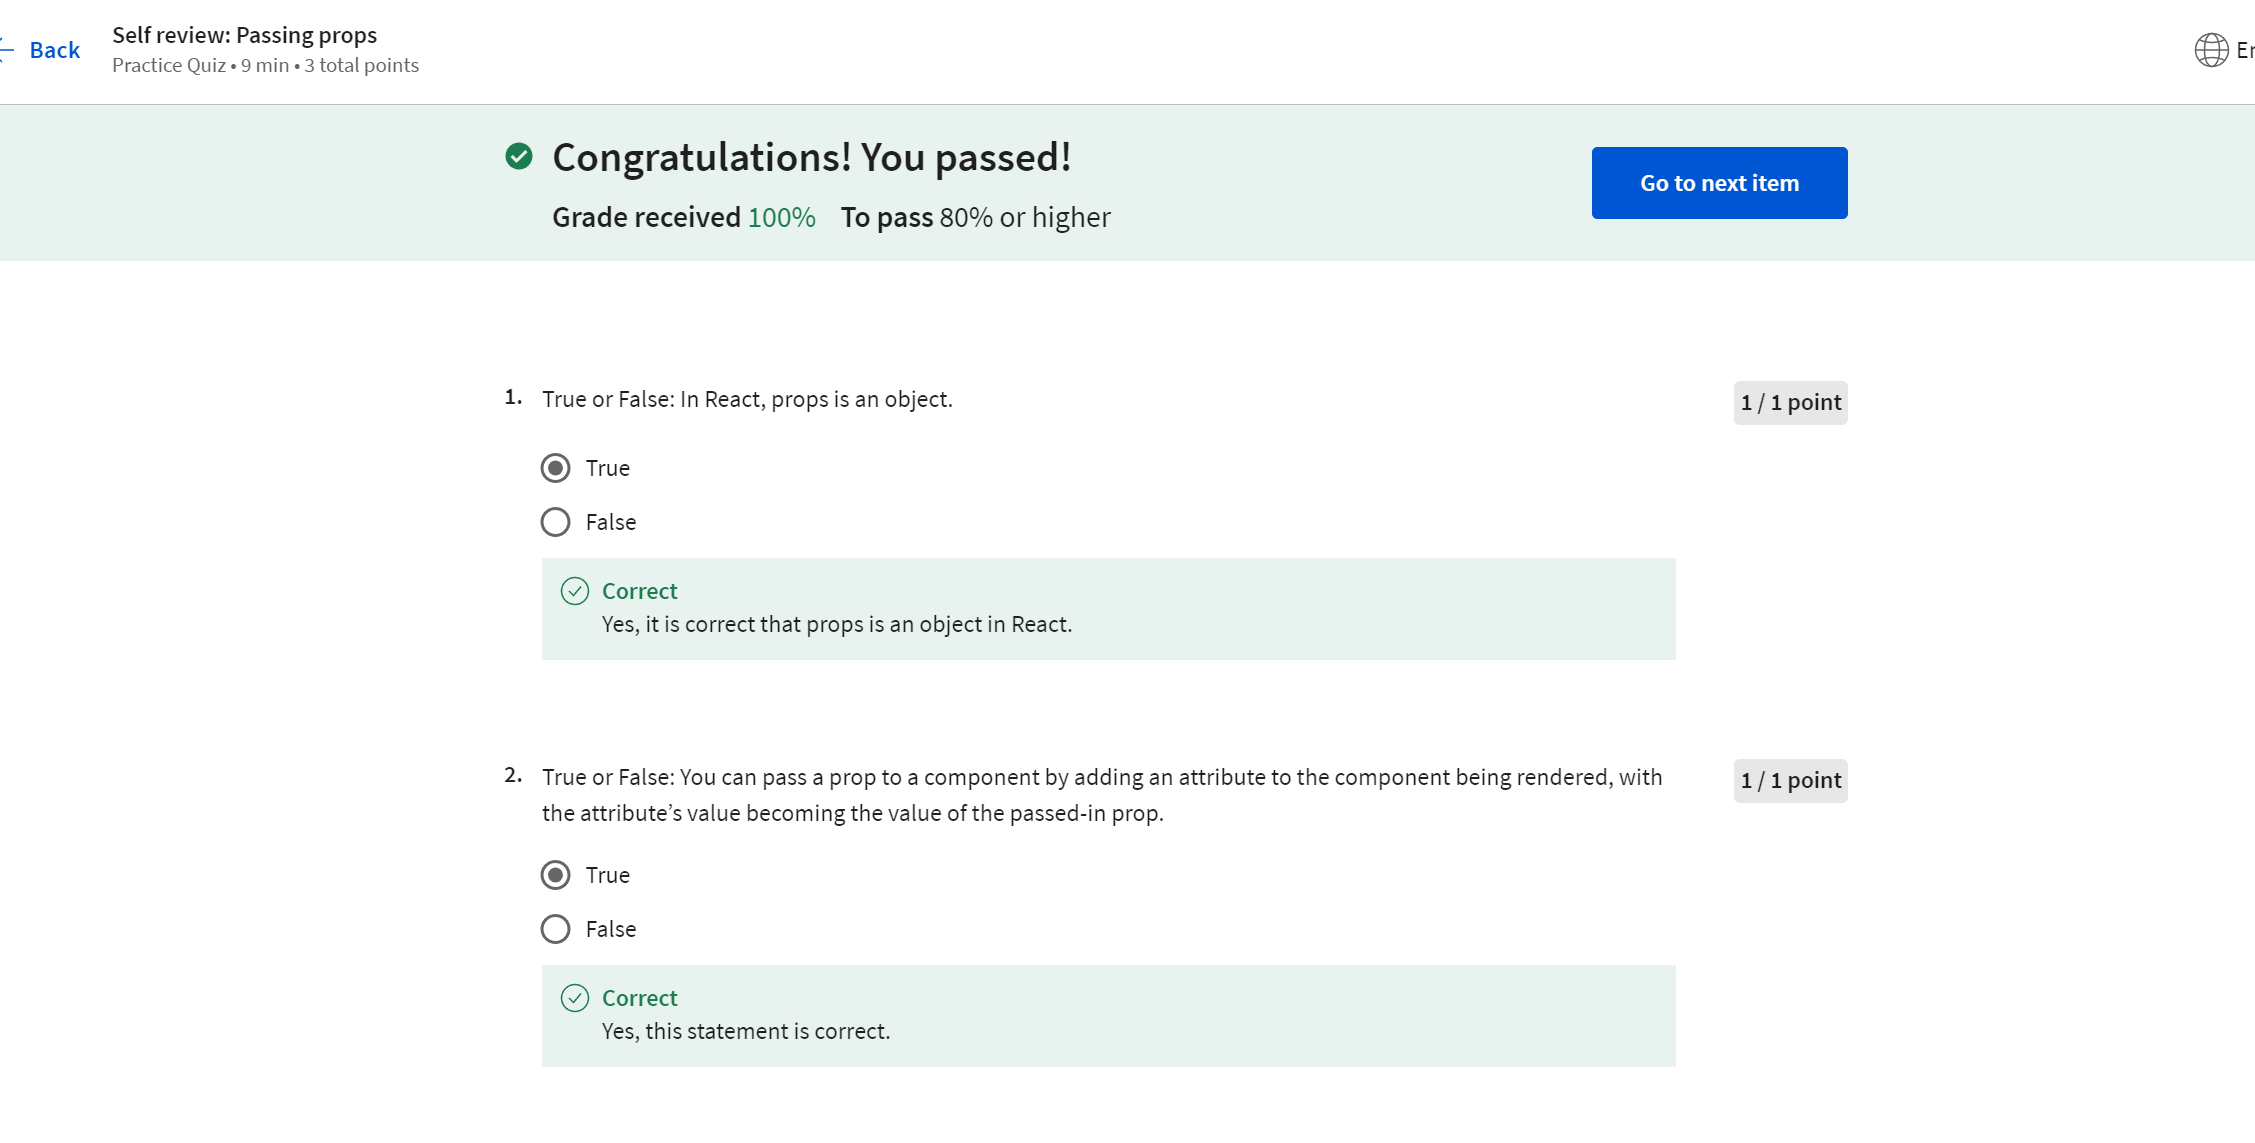 Back
Self review: Passing props
Practice Quiz • 9 min • 3 total points
Congratulations! You passed!
Grade received 100% To pass 80% or higher
Go to next item
1. True or False: In React, props is an object.
1 / 1 point
True
False
Correct
Yes, it is correct that props is an object in React.
2. True or False: You can pass a prop to a component by adding an attribute to the component being rendered, with
the attribute’s value becoming the value of the passed-in prop.
1 / 1 point
True
False
Correct
Yes, this statement is correct.